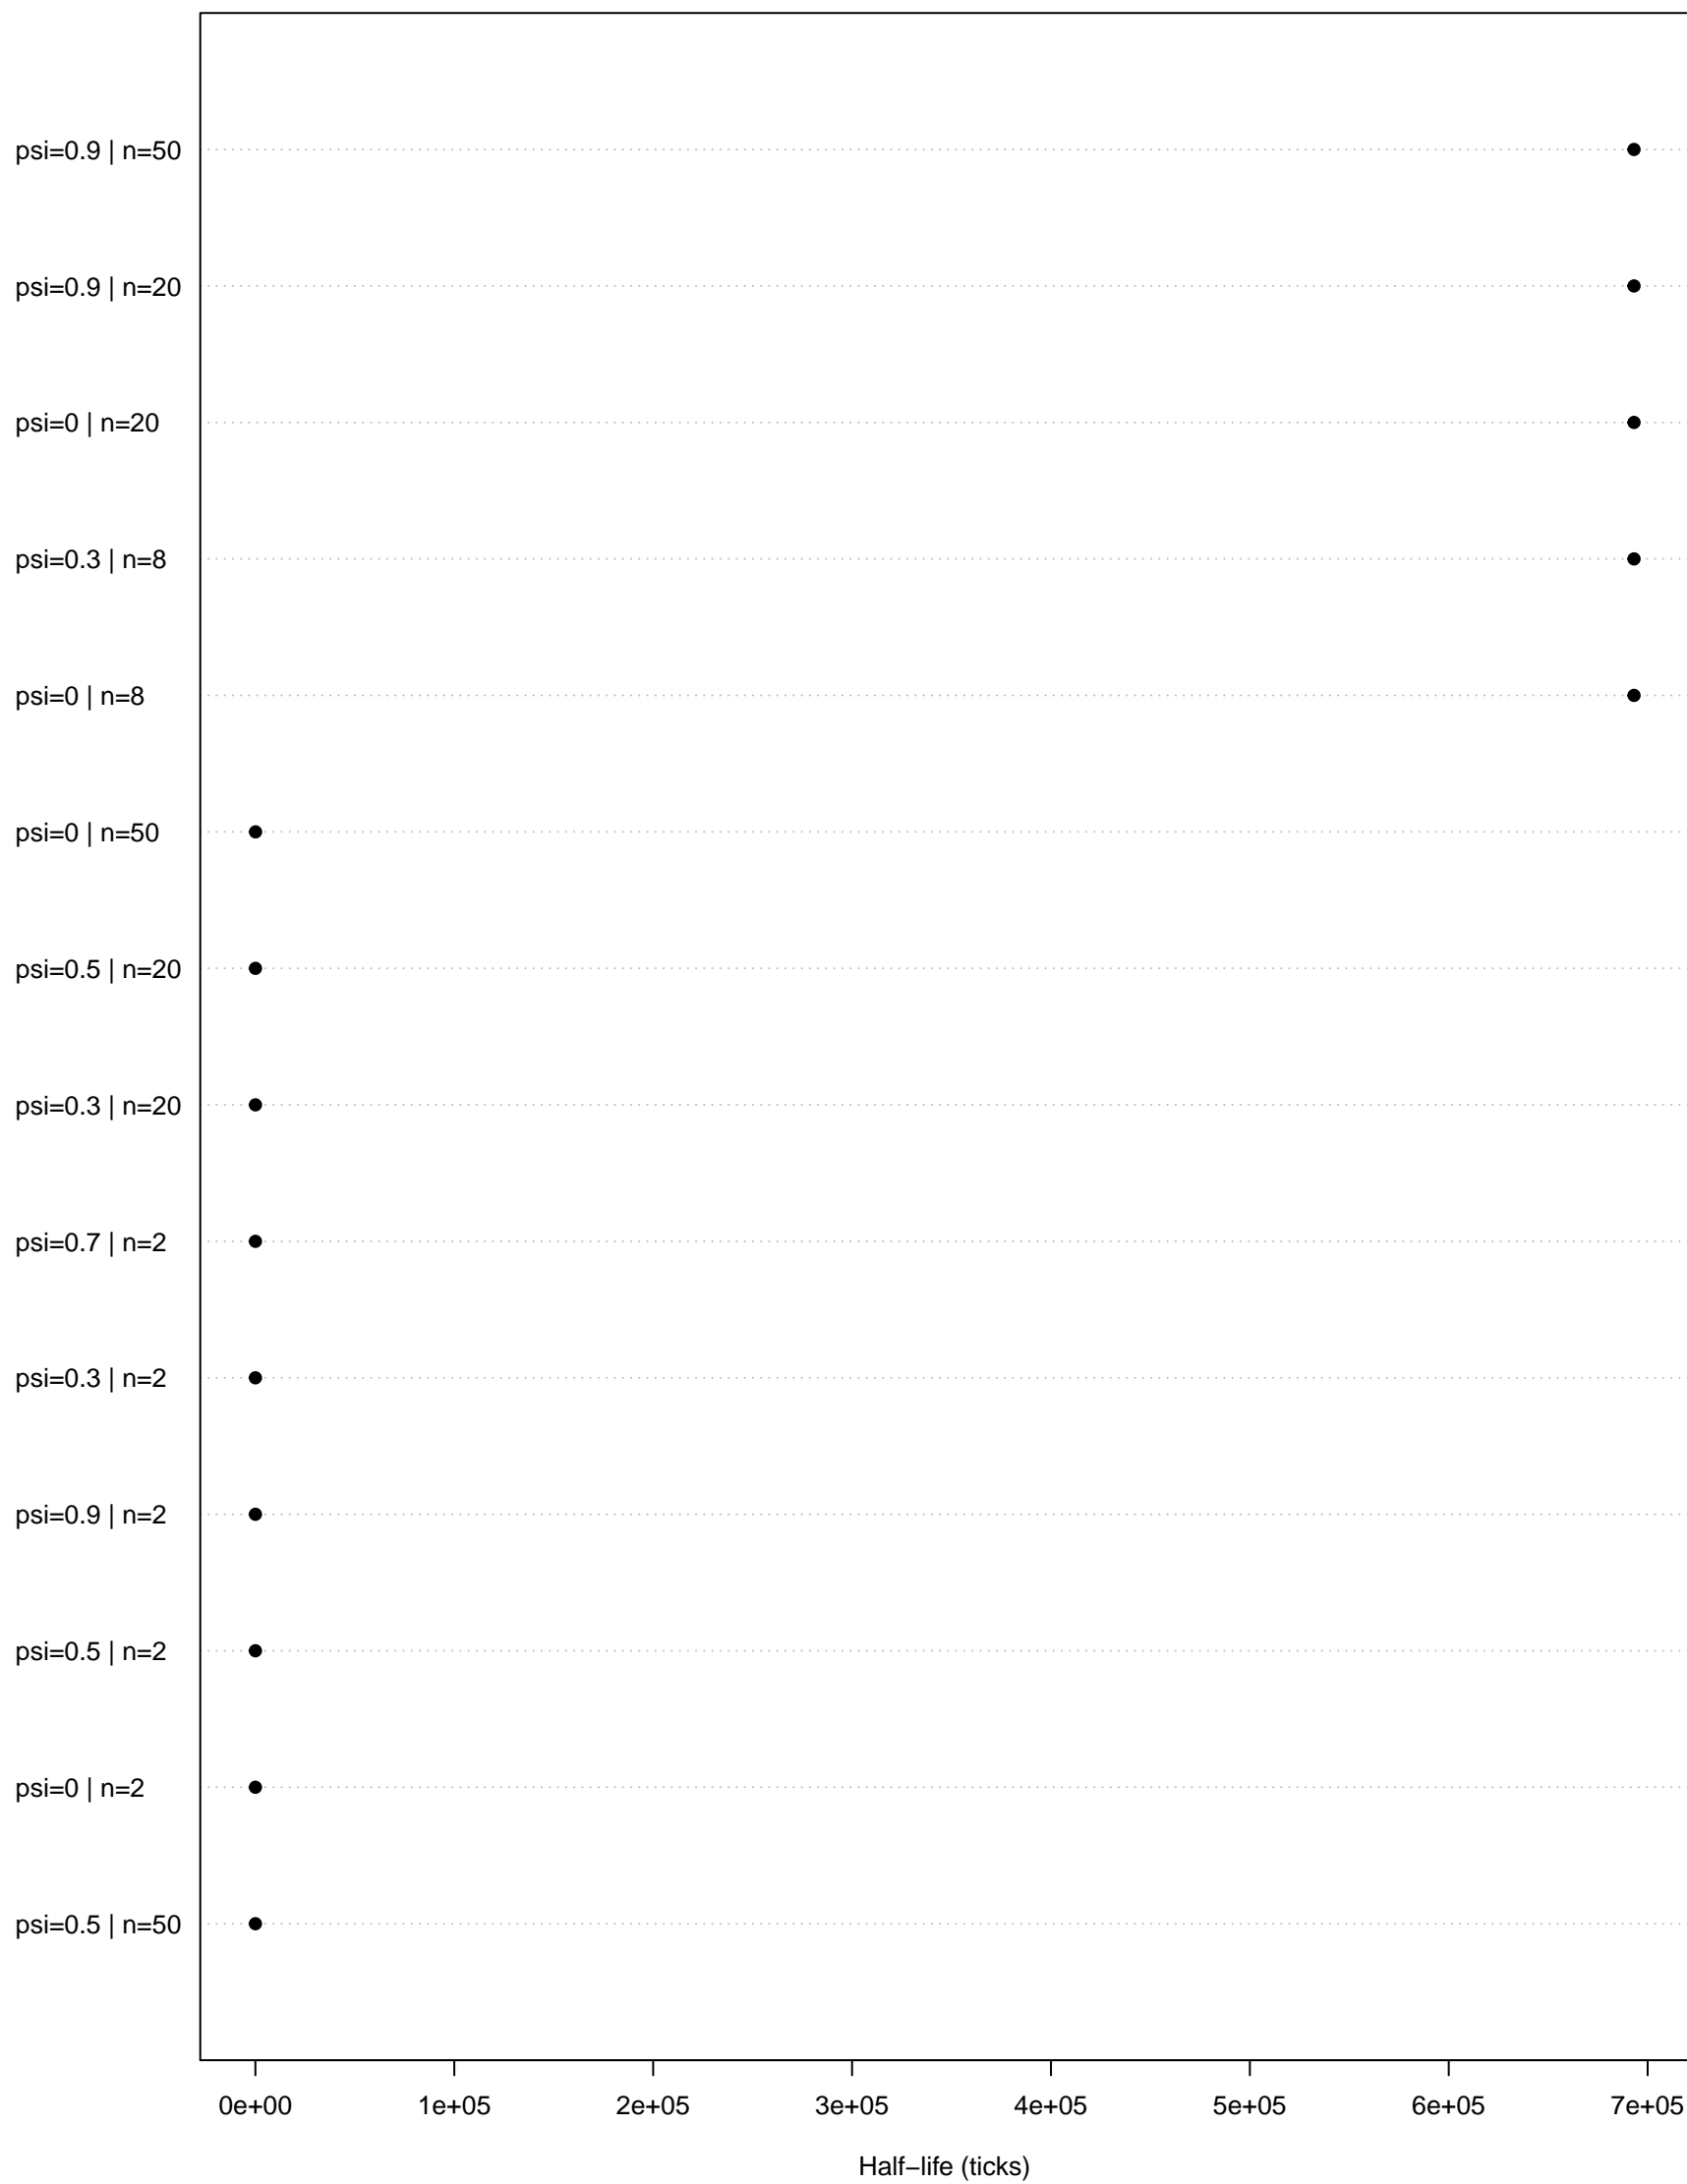 psi=0.9 | n=50
psi=0.9 | n=20
psi=0 | n=20
psi=0.3 | n=8
psi=0 | n=8
psi=0 | n=50
psi=0.5 | n=20
psi=0.3 | n=20
psi=0.7 | n=2
psi=0.3 | n=2
psi=0.9 | n=2
psi=0.5 | n=2
psi=0 | n=2
psi=0.5 | n=50
0e+00 1e+05 2e+05 3e+05 4e+05 5e+05 6e+05 7e+05
Half−life (ticks)